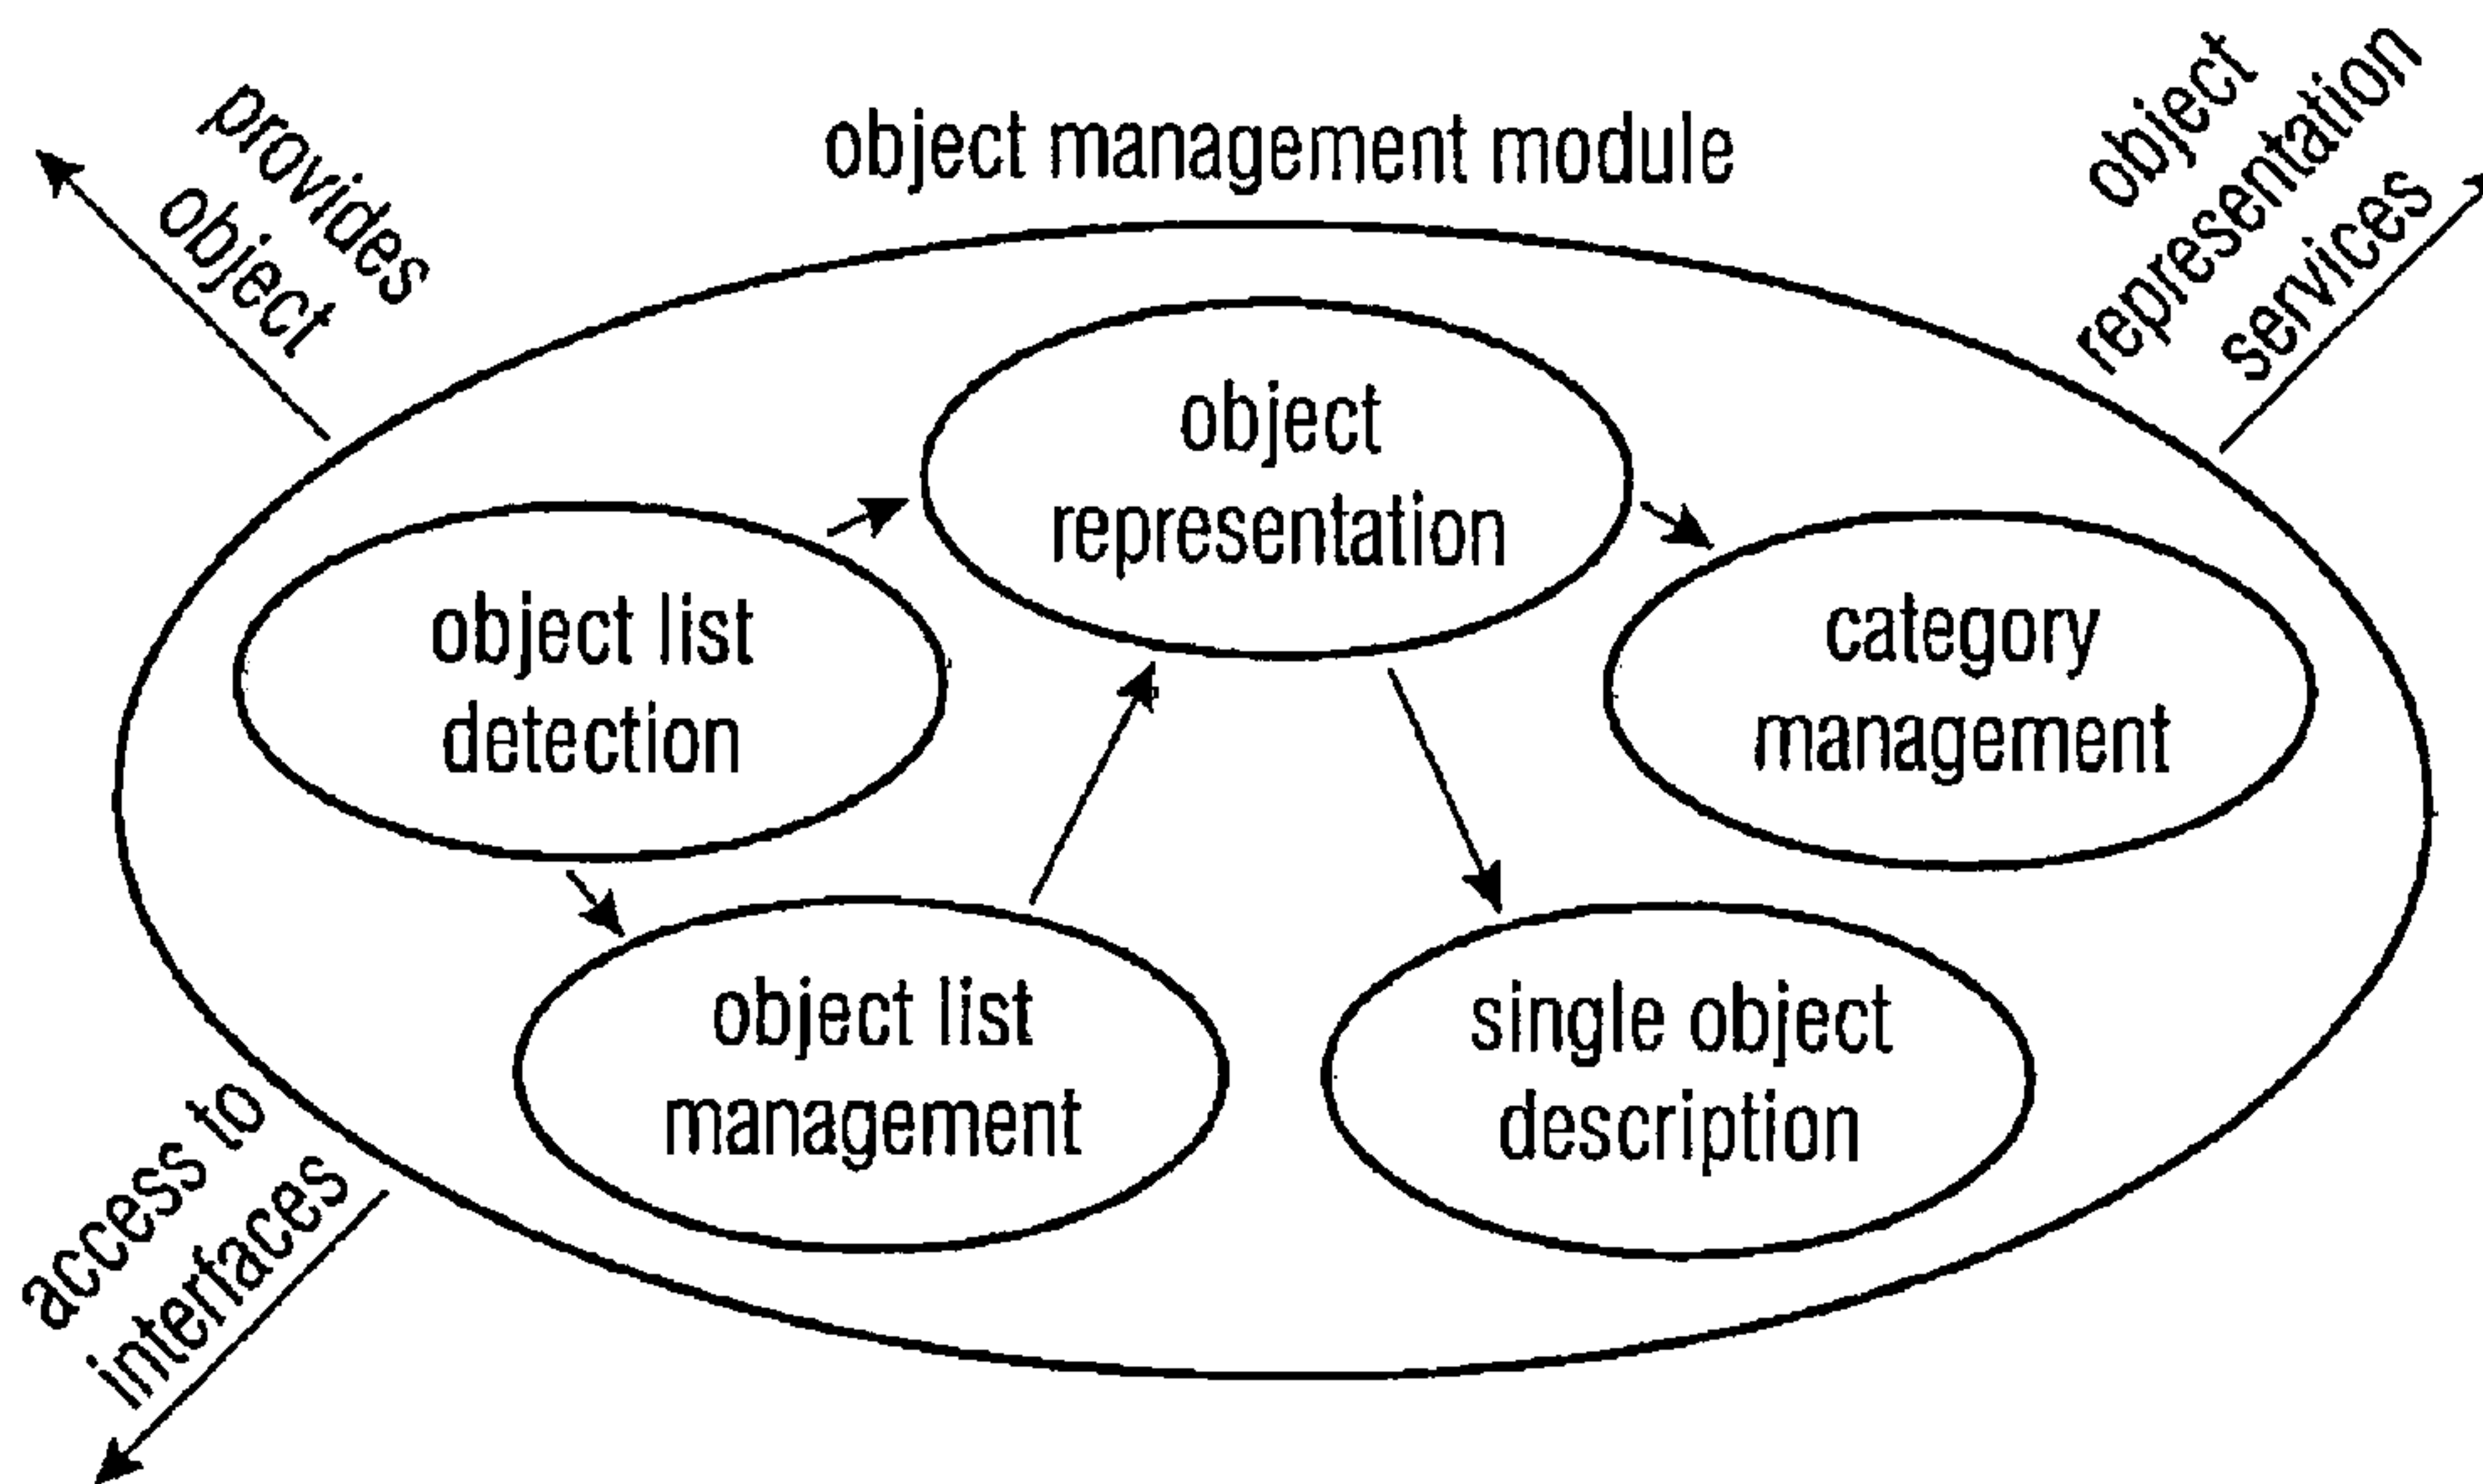 provides
object
object management module
object
representation
services
object
representation
object list
detection
category
management
object list
management
single object
description
access to
interfaces